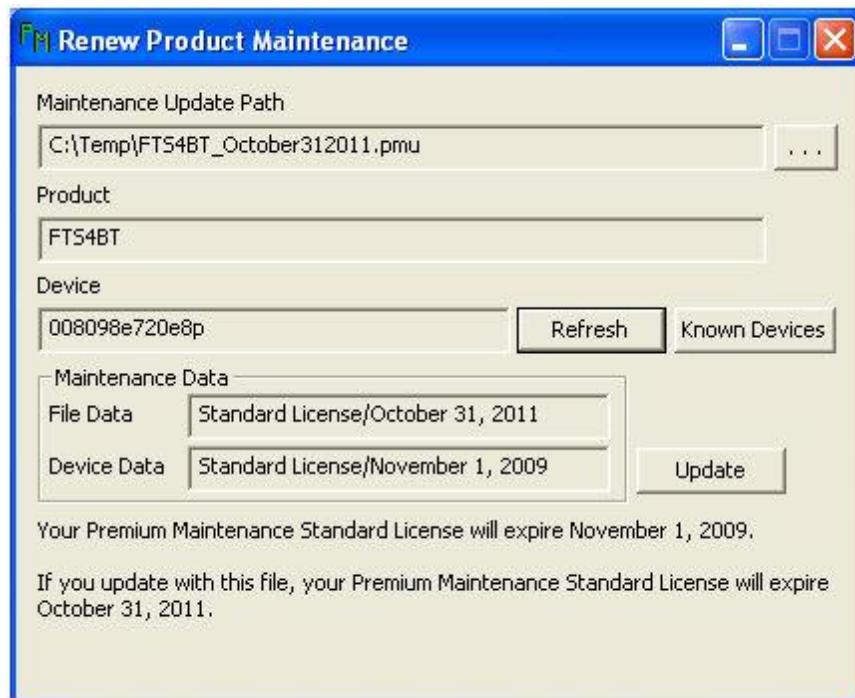 FM Renew Product Maintenance
Maintenance Update Path
C:\Temp\FTS4BT_October312011.pmu ...
Product
FTS4BT
Device
008098e720e8p Refresh Known Devices
Maintenance Data
File Data Standard License/October 31, 2011
Device Data Standard License/November 1, 2009 Update
Your Premium Maintenance Standard License will expire November 1, 2009.
If you update with this file, your Premium Maintenance Standard License will expire
October 31, 2011.